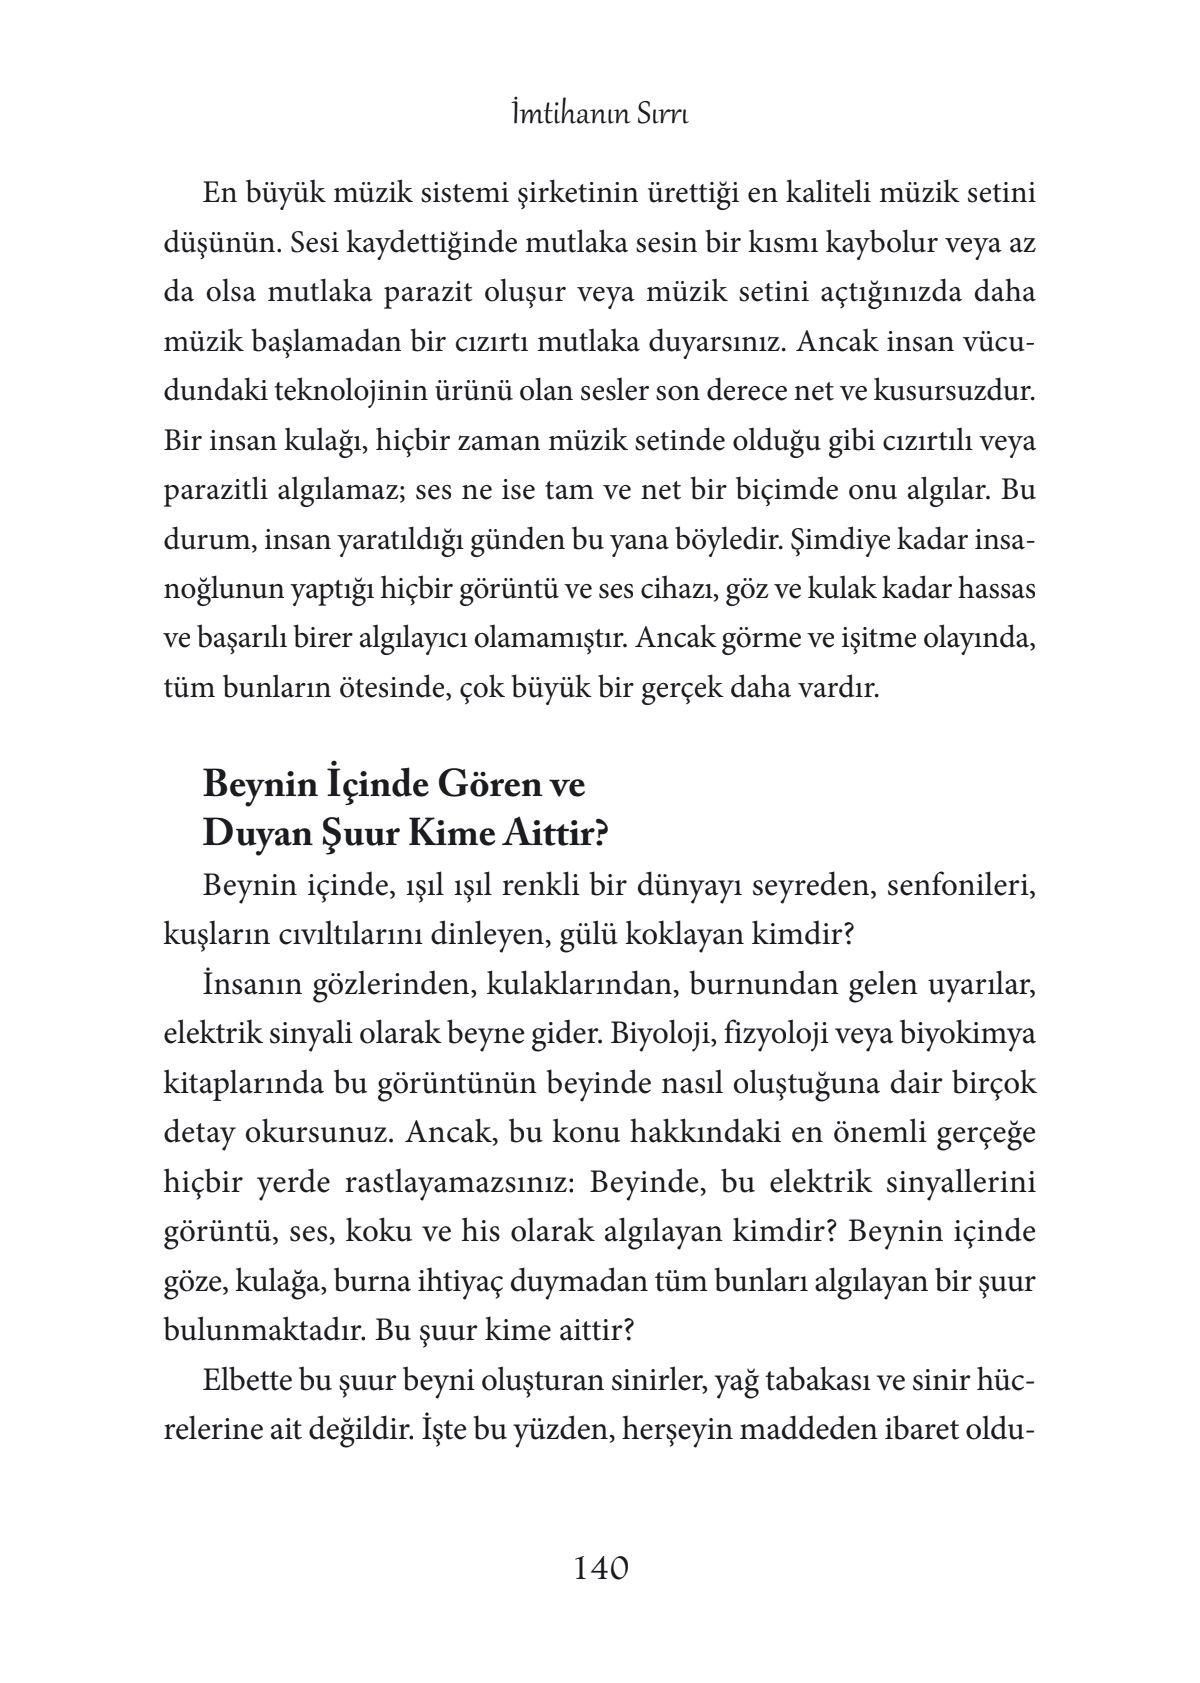 İmtihanın Sırrı
En büyük müzik sistemi şirketinin ürettiği en kaliteli müzik setini
düşünün. Sesi kaydettiğinde mutlaka sesin bir kısmı kaybolur veya az
da olsa mutlaka parazit oluşur veya müzik setini açtığınızda daha
müzik başlamadan bir cızırtı mutlaka duyarsınız. Ancak insan vücu-
dundaki teknolojinin ürünü olan sesler son derece net ve kusursuzdur.
Bir insan kulağı, hiçbir zaman müzik setinde olduğu gibi cızırtılı veya
parazitli algılamaz; ses ne ise tam ve net bir biçimde onu algılar. Bu
durum, insan yaratıldığı günden bu yana böyledir. Şimdiye kadar insa-
noğlunun yaptığı hiçbir görüntü ve ses cihazı, göz ve kulak kadar hassas
ve başarılı birer algılayıcı olamamıştır. Ancak görme ve işitme olayında,
tüm bunların ötesinde, çok büyük bir gerçek daha vardır.
Beynin İçinde Gören ve
Duyan Şuur Kime Aittir?
Beynin içinde, ışıl ışıl renkli bir dünyayı seyreden, senfonileri,
kuşların cıvıltılarını dinleyen, gülü koklayan kimdir?
İnsanın gözlerinden, kulaklarından, burnundan gelen uyarılar,
elektrik sinyali olarak beyne gider. Biyoloji, fizyoloji veya biyokimya
kitaplarında bu görüntünün beyinde nasıl oluştuğuna dair birçok
detay okursunuz. Ancak, bu konu hakkındaki en önemli gerçeğe
hiçbir yerde rastlayamazsınız: Beyinde, bu elektrik sinyallerini
görüntü, ses, koku ve his olarak algılayan kimdir? Beynin içinde
göze, kulağa, burna ihtiyaç duymadan tüm bunları algılayan bir şuur
bulunmaktadır. Bu şuur kime aittir?
Elbette bu şuur beyni oluşturan sinirler, yağ tabakası ve sinir hüc-
relerine ait değildir. İşte bu yüzden, herşeyin maddeden ibaret oldu-
140